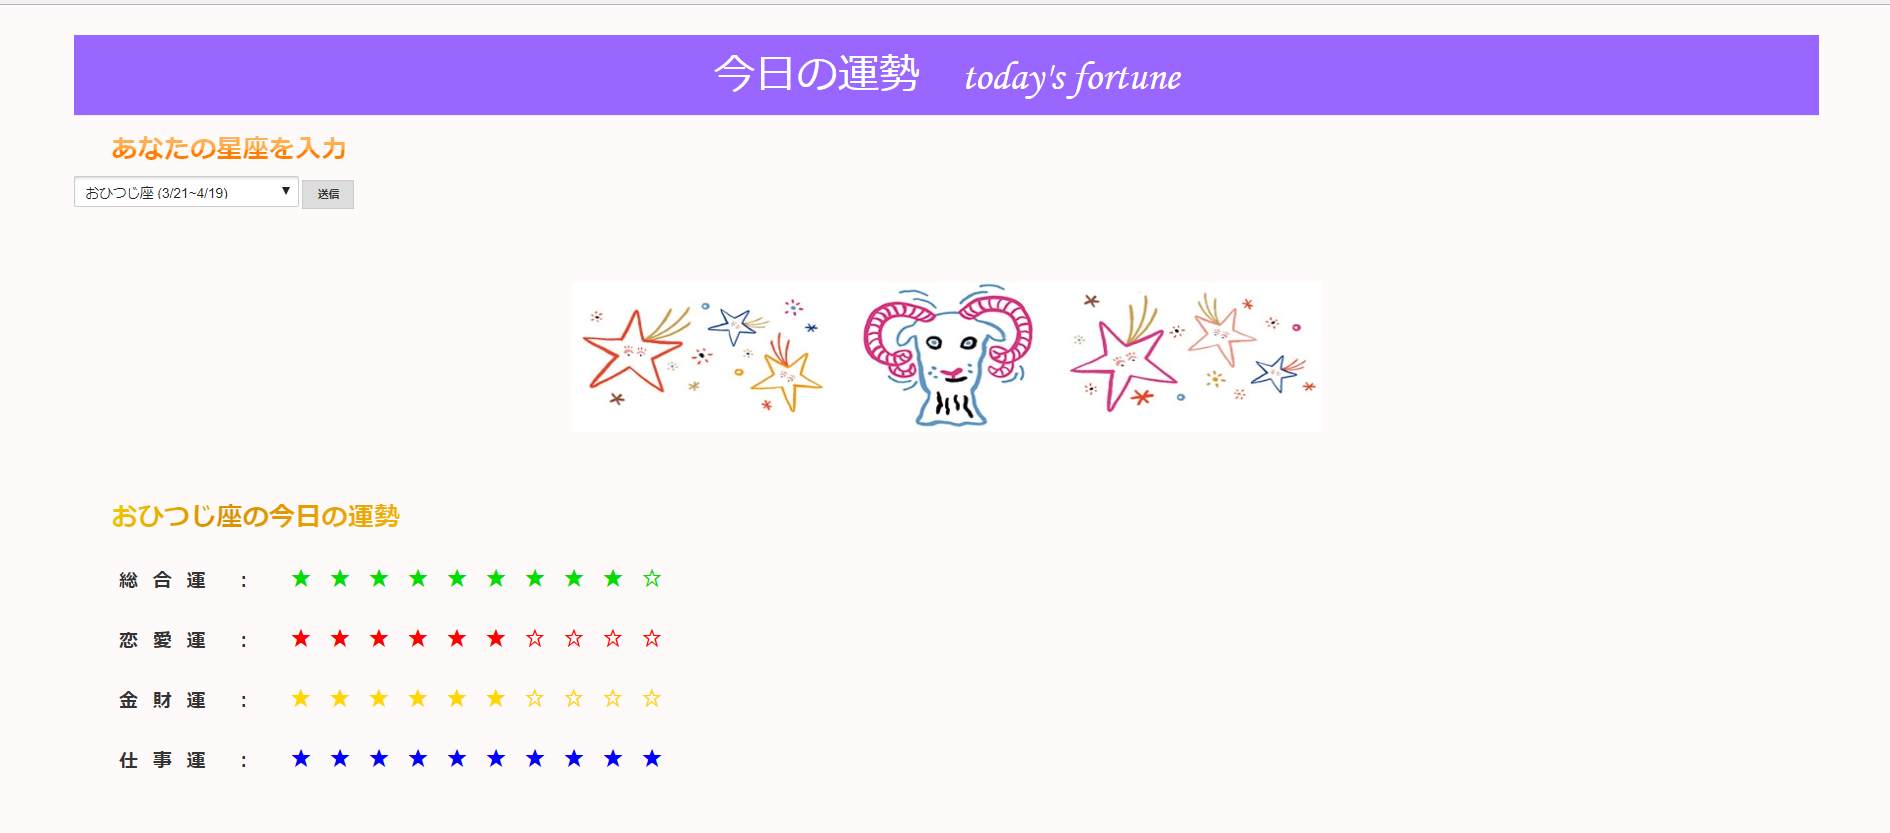 今日の運勢 today's fortune
あなたの星座を入力
おひつじ座 (3/21~4/19) ▼ 送信
おひつじ座の今日の運勢
総合運 : ★★★★★★★★★☆
恋愛運 : ★★★★★★☆☆☆☆
金財運 : ★★★★★★☆☆☆☆
仕事運 : ★★★★★★★★★★